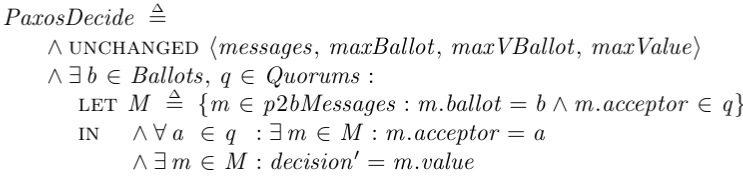 PaxosDecide ≜
∧ UNCHANGED ⟨messages, maxBallot, maxVBallot, maxValue⟩
∧ ∃ b ∈ Ballots, q ∈ Quorums :
LET M ≜ {m ∈ p2bMessages : m.ballot = b ∧ m.acceptor ∈ q}
IN ∧ ∀ a ∈ q : ∃ m ∈ M : m.acceptor = a
∧ ∃ m ∈ M : decision′ = m.value